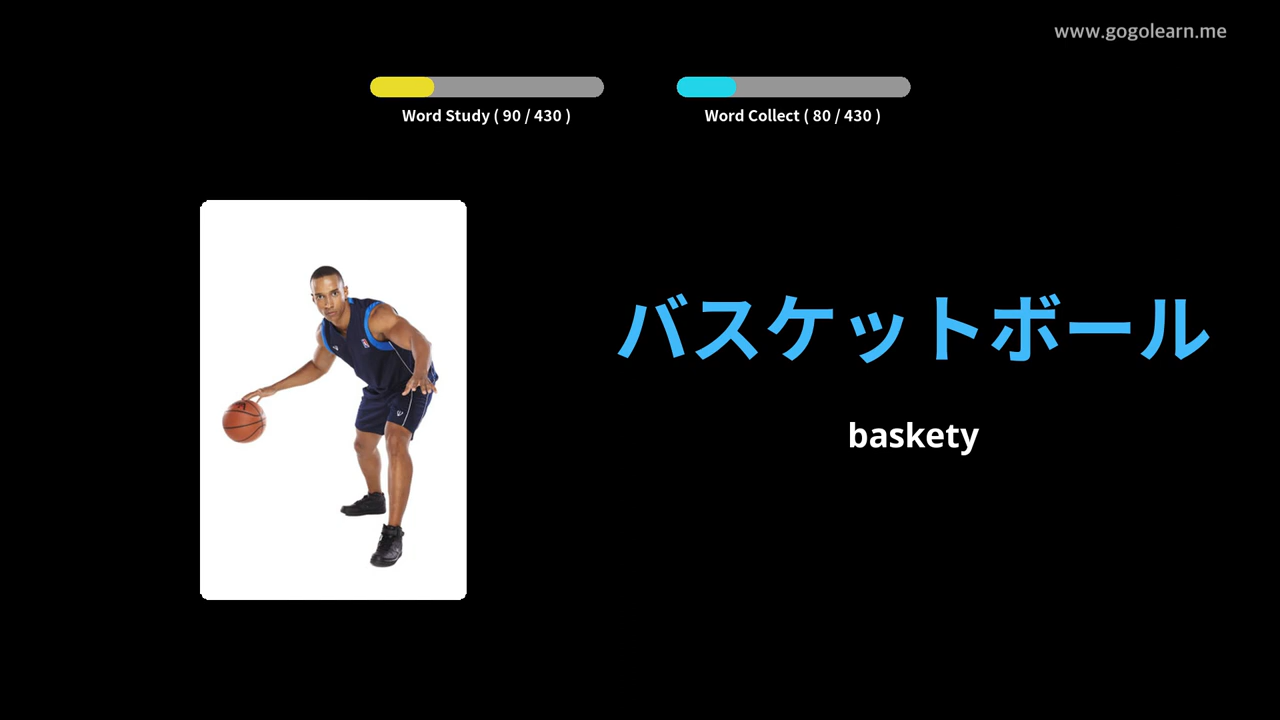 www.gogolearn.me
Word Study ( 90 / 430 )
Word Collect ( 80 / 430 )
バスケットボール
baskety